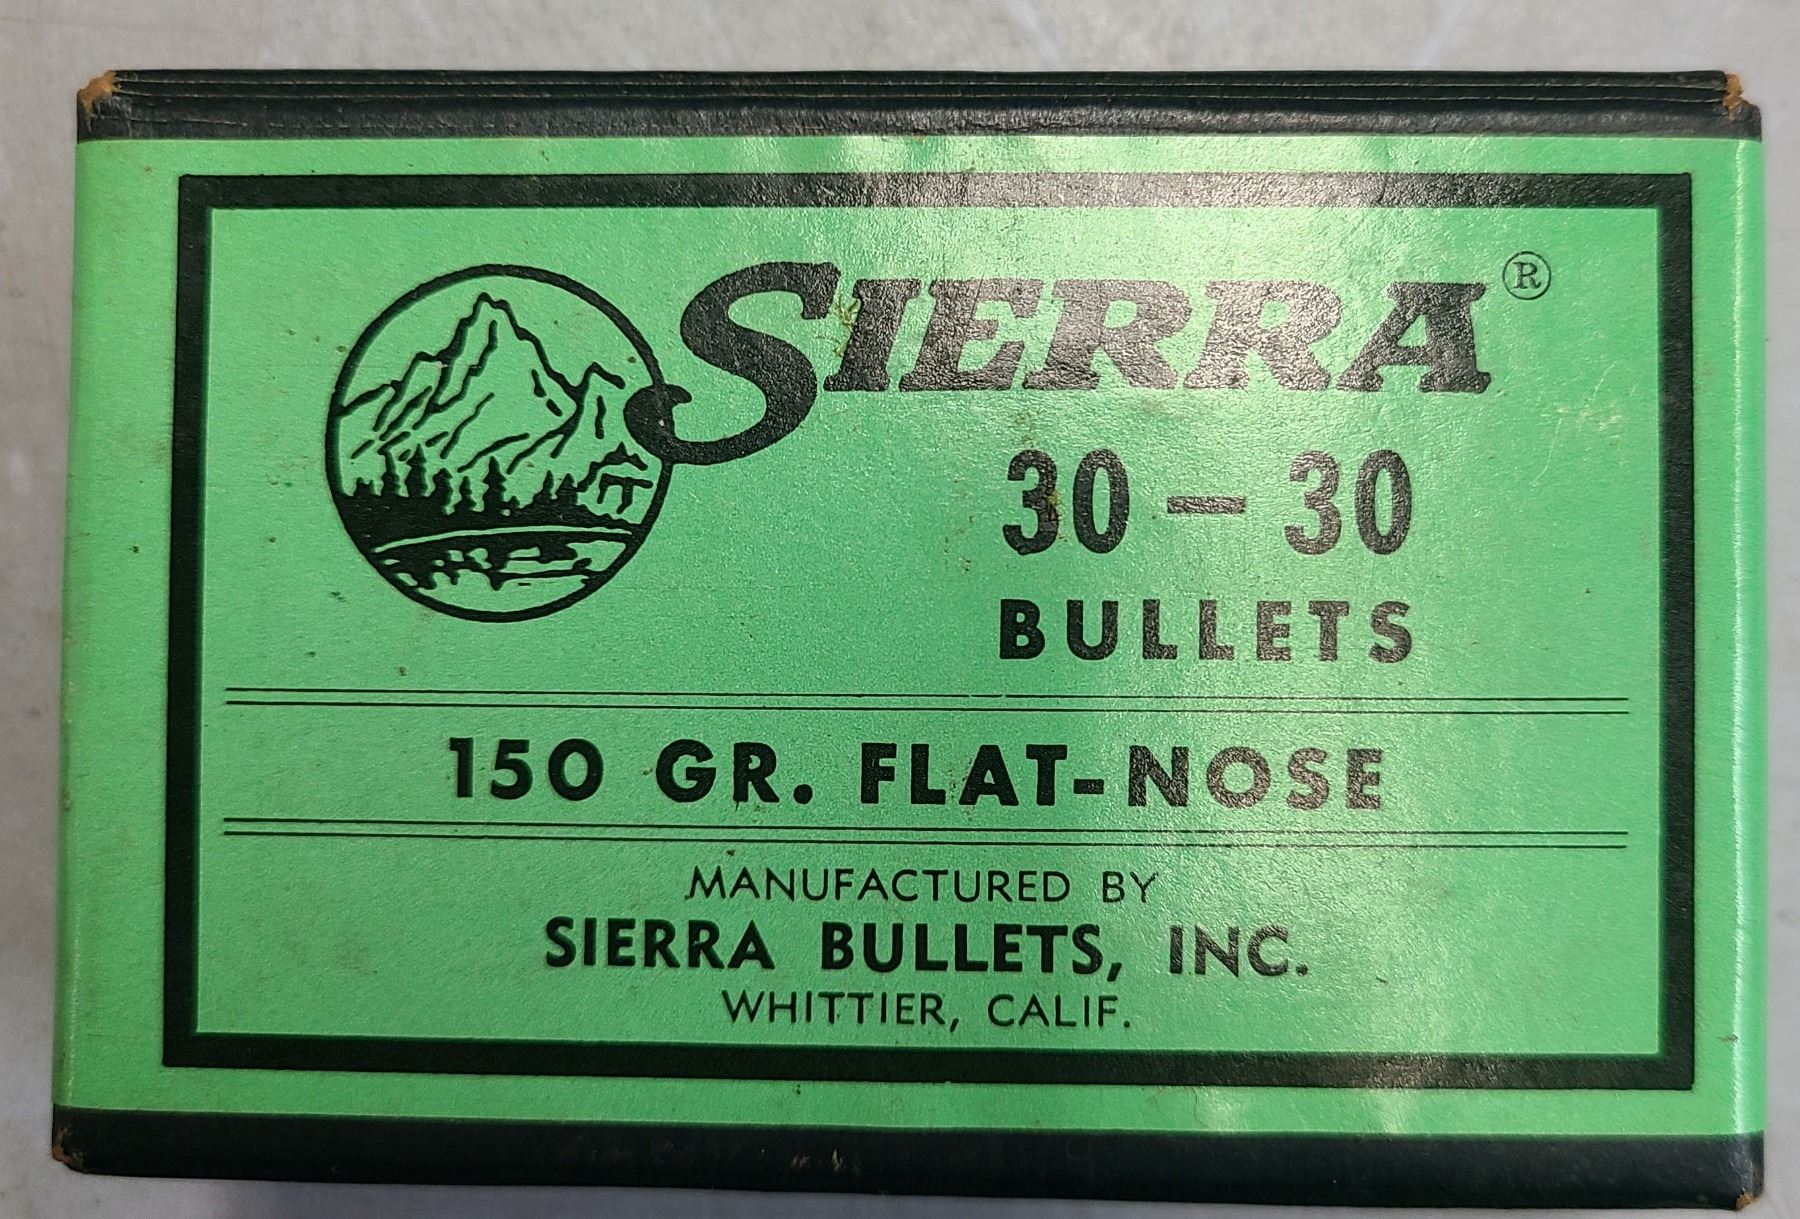 SIERRA®
30 – 30
BULLETS
150 GR. FLAT-NOSE
MANUFACTURED BY
SIERRA BULLETS, INC.
WHITTIER, CALIF.